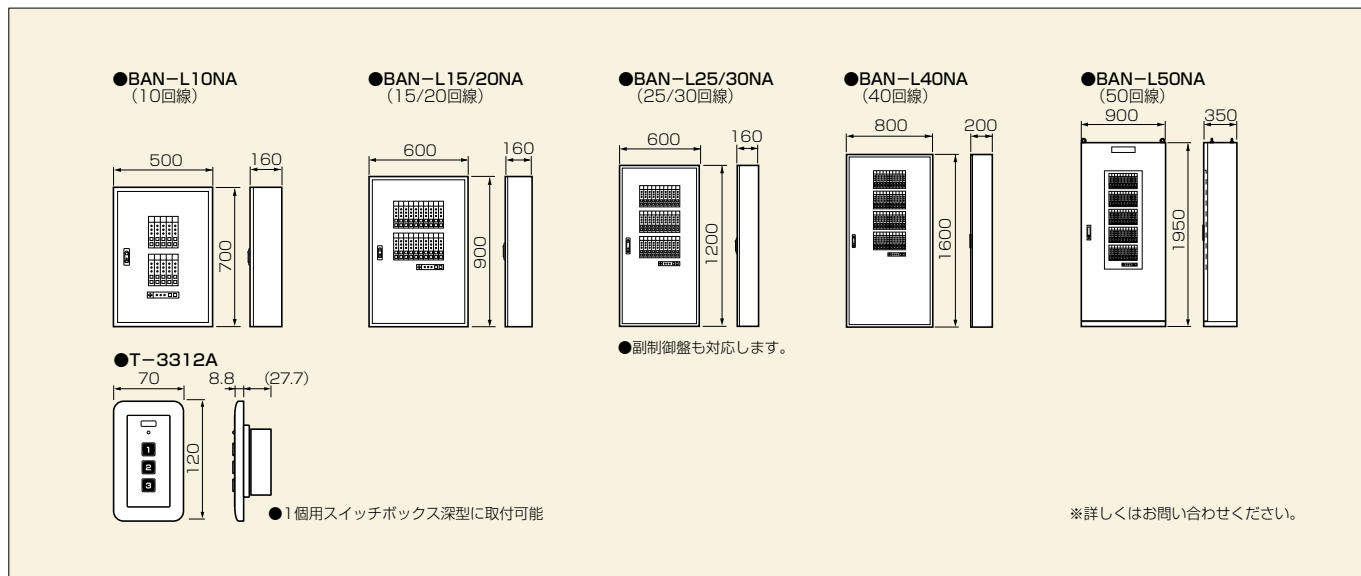 ●BAN−L10NA
（10回線）
500
160
700
●BAN−L15/20NA
（15/20回線）
600
160
900
●BAN−L25/30NA
（25/30回線）
600
160
1200
●副制御盤も対応します。
●BAN−L40NA
（40回線）
800
200
1600
●BAN−L50NA
（50回線）
900
350
1950
●T−3312A
70
8.8
(27.7)
1
2
3
120
●1個用スイッチボックス深型に取付可能
※詳しくはお問い合わせください。